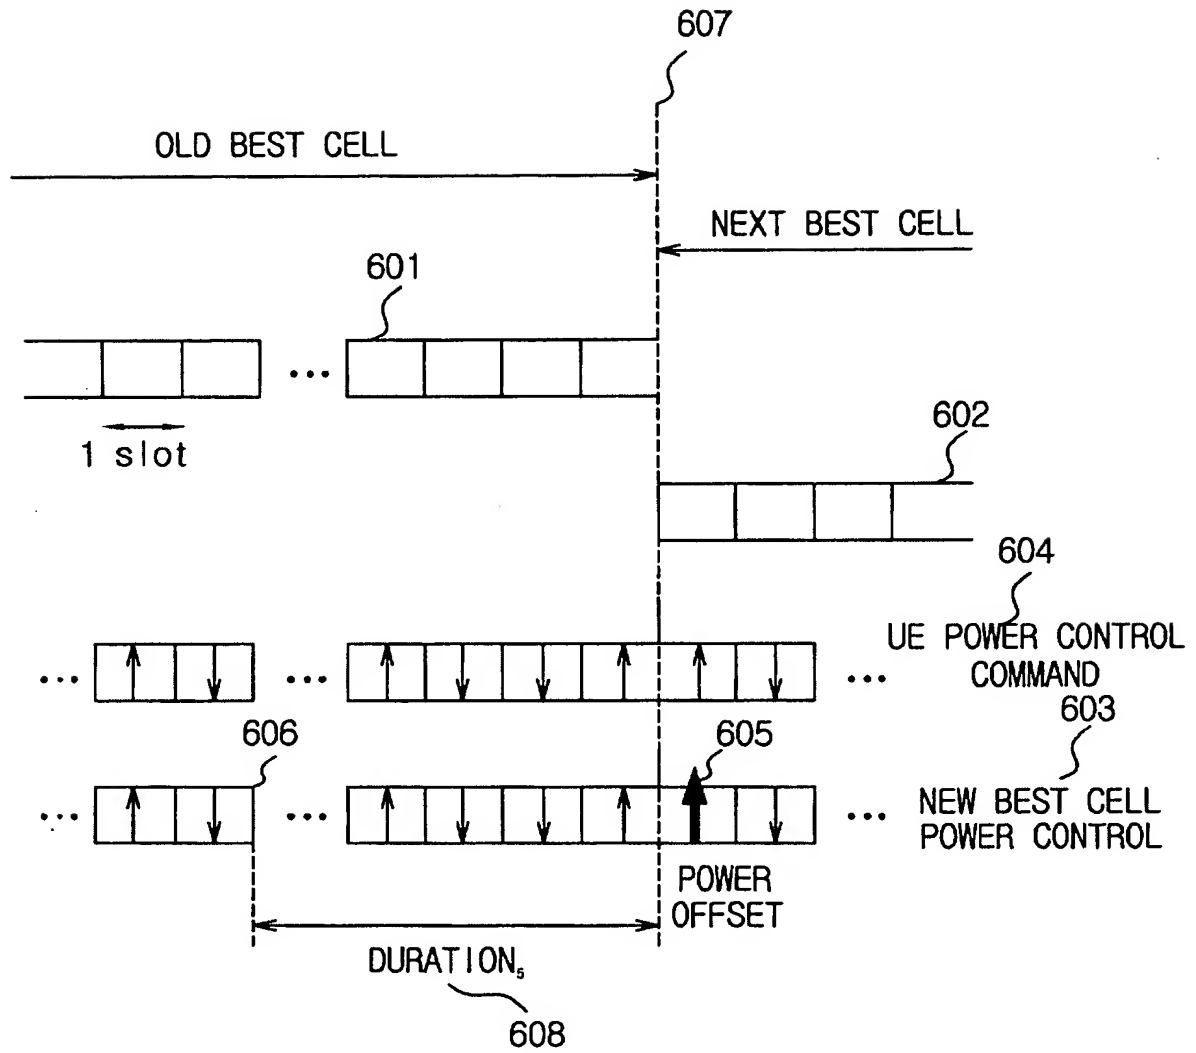 607
OLD BEST CELL
NEXT BEST CELL
601
...
1 slot
602
604
UE POWER CONTROL
COMMAND
... ... ...
603
606
605
... ... ...
NEW BEST CELL
POWER CONTROL
POWER
OFFSET
DURATION5
608